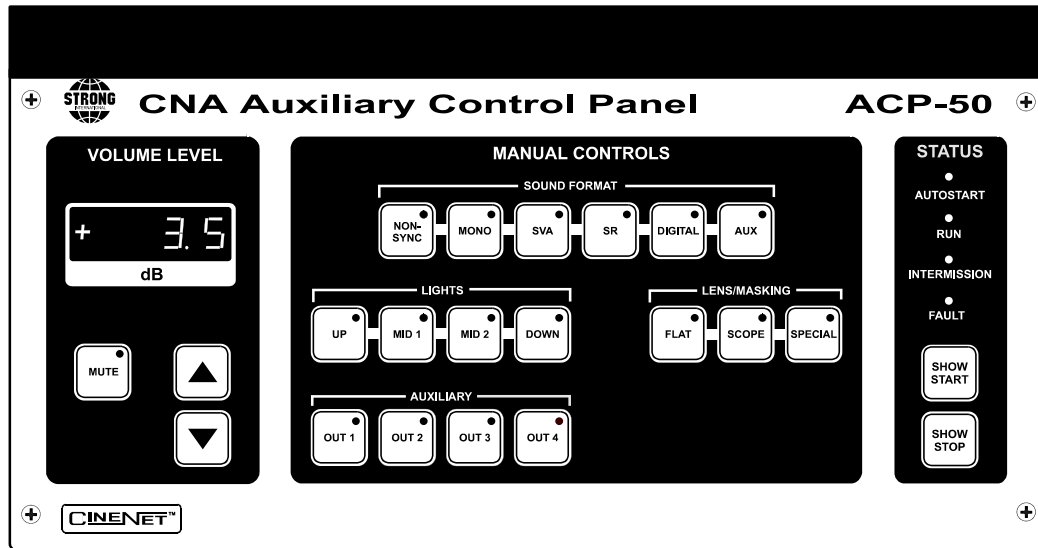 STRONG
INTERNATIONAL
CNA Auxiliary Control Panel
ACP-50
VOLUME LEVEL
+ 3.5
dB
MUTE
MANUAL CONTROLS
SOUND FORMAT
NON-
SYNC
MONO
SVA
SR
DIGITAL
AUX
LIGHTS
UP
MID 1
MID 2
DOWN
LENS/MASKING
FLAT
SCOPE
SPECIAL
AUXILIARY
OUT 1
OUT 2
OUT 3
OUT 4
STATUS
AUTOSTART
RUN
INTERMISSION
FAULT
SHOW
START
SHOW
STOP
CINENET™